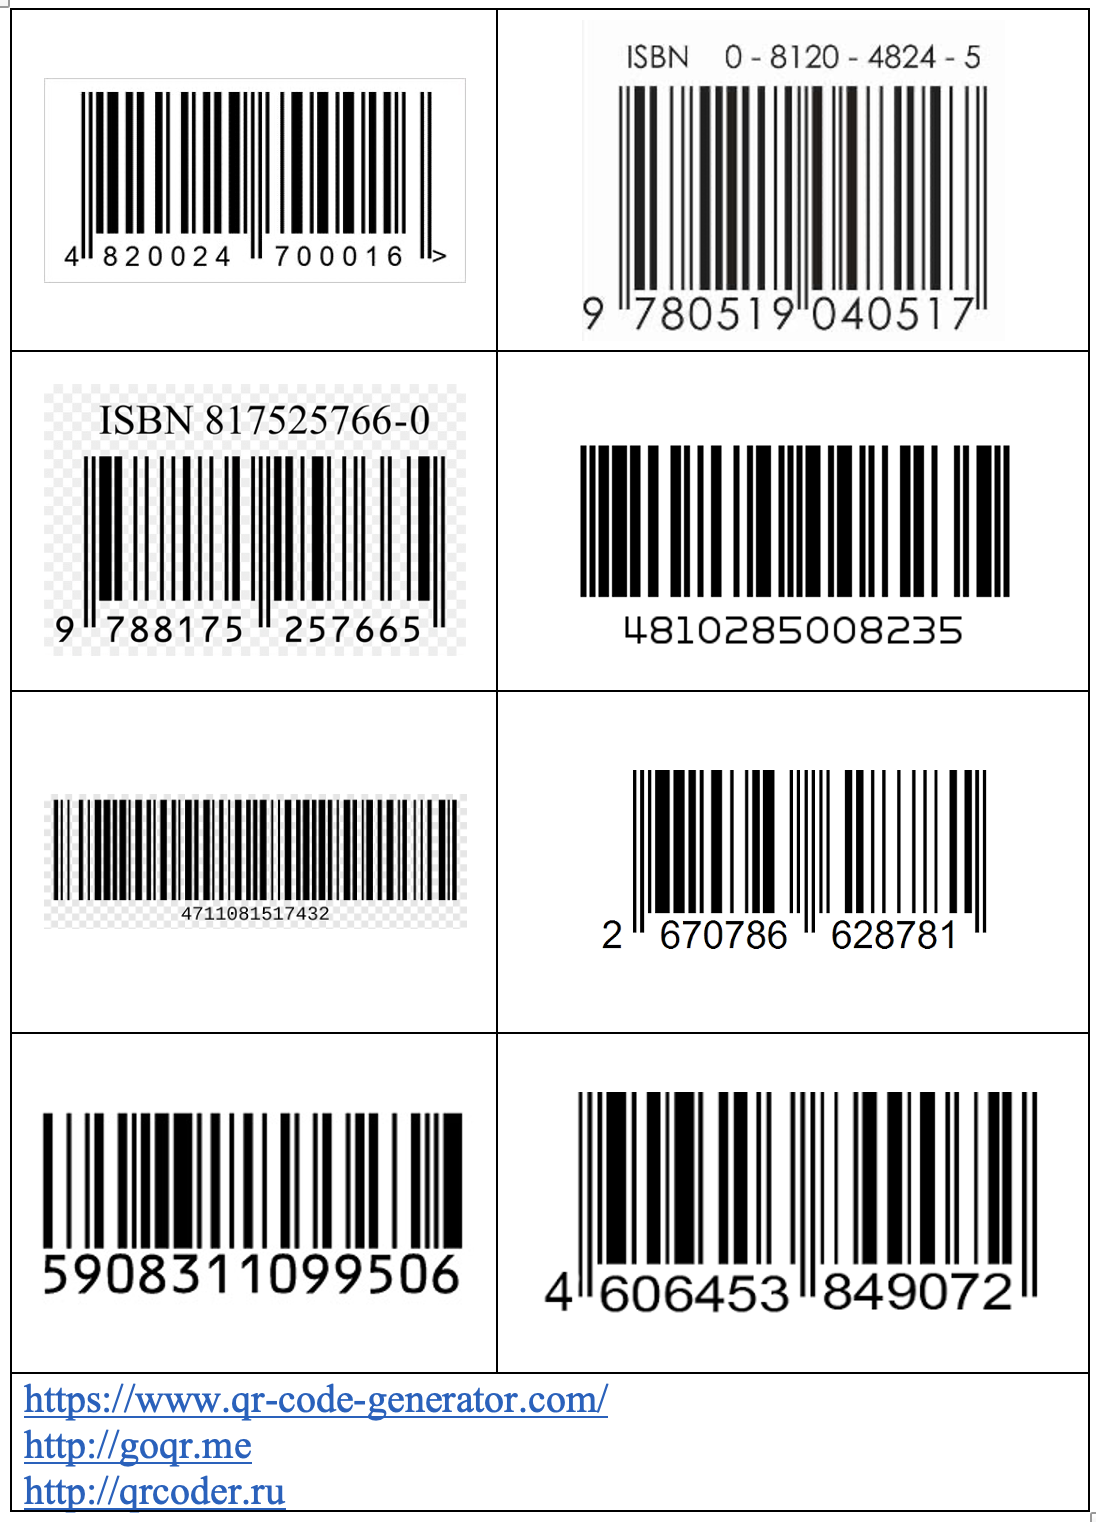 4 820024 700016 >
ISBN 0 - 8120 - 4824 - 5
9 780519 040517
ISBN 817525766-0
9 788175 257665
4810285008235
4711081517432
2 670786 628781
5908311099506
4 606453 849072
https://www.qr-code-generator.com/
http://goqr.me
http://qrcoder.ru